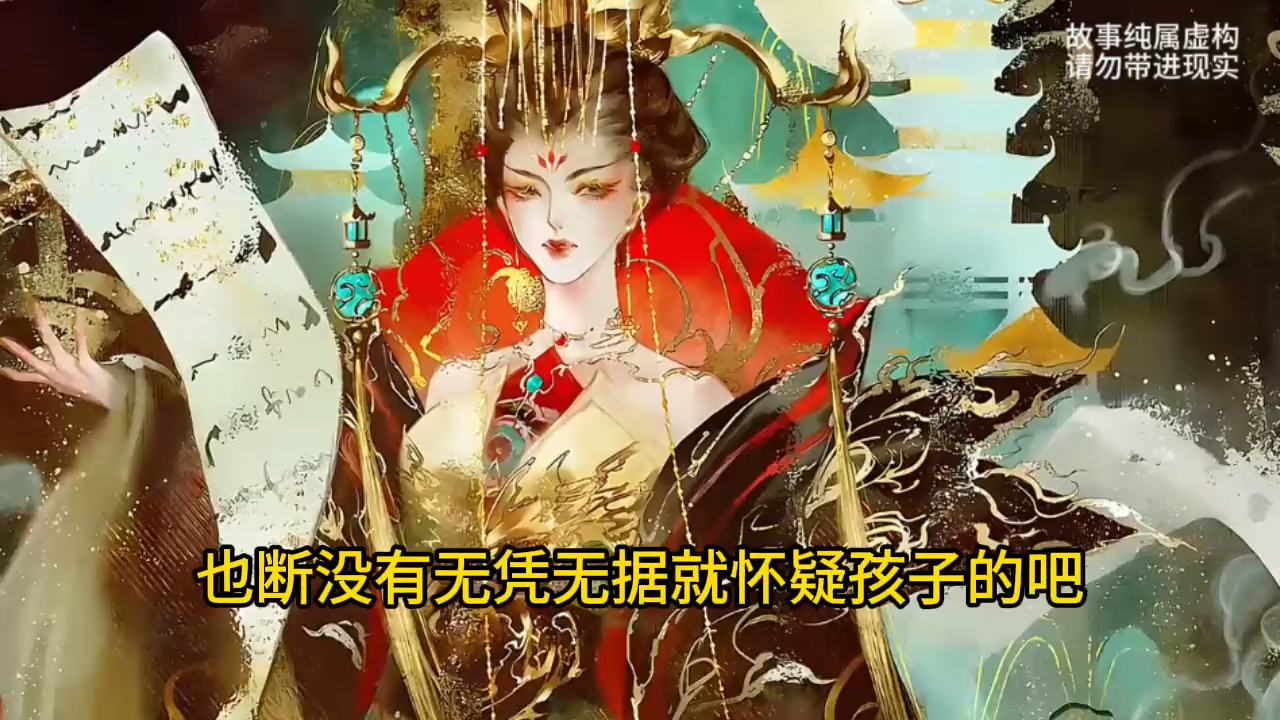 故事纯属虚构
请勿带进现实
也断没有无凭无据就怀疑孩子的吧